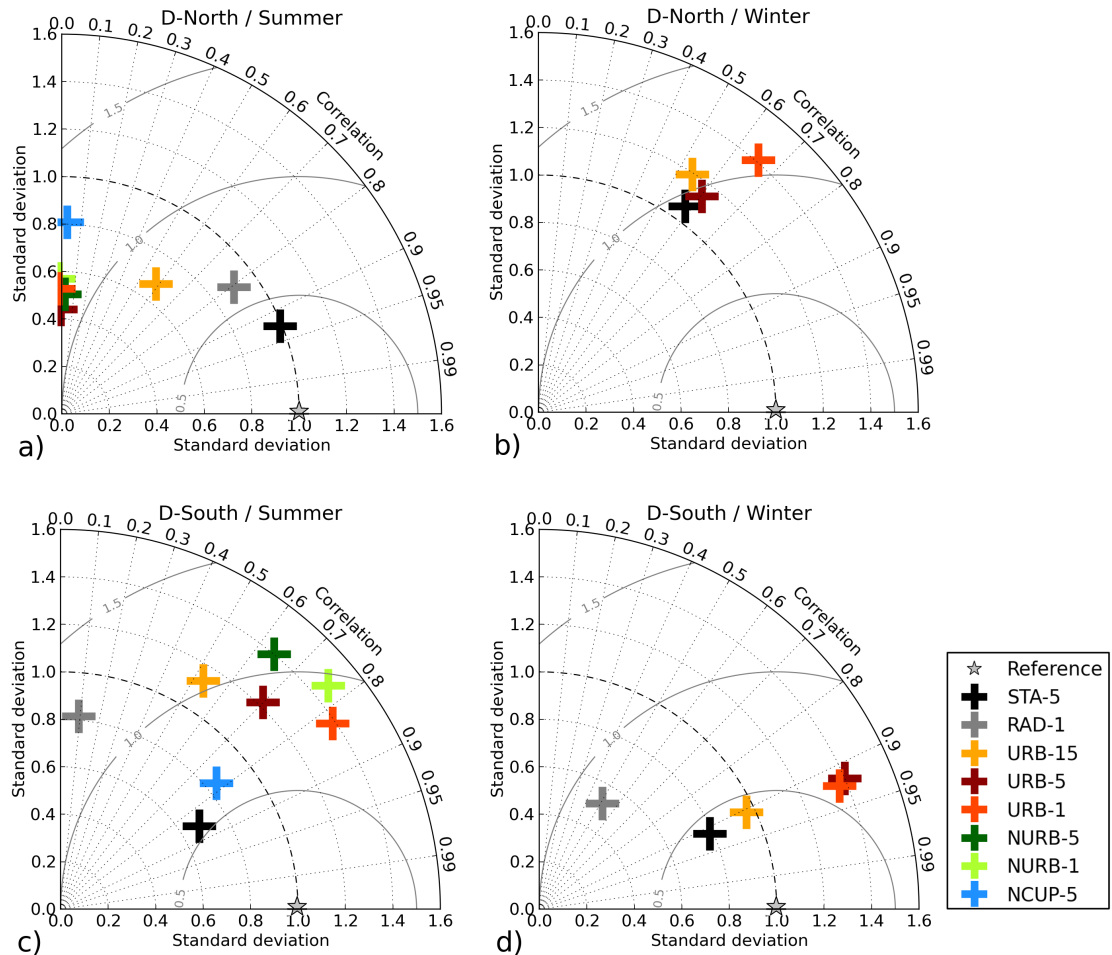 D-North / Summer
0.0 0.1 0.2 0.3 0.4 0.5 0.6 0.7 0.8 0.9 0.95 0.99
Correlation
1.6
1.4
1.2
1.0
0.8
0.6
0.4
0.2
0.0
Standard deviation
1.5
1.0
0.5
0.0 0.2 0.4 0.6 0.8 1.0 1.2 1.4 1.6
Standard deviation
a)
D-North / Winter
0.0 0.1 0.2 0.3 0.4 0.5 0.6 0.7 0.8 0.9 0.95 0.99
Correlation
1.6
1.4
1.2
1.0
0.8
0.6
0.4
0.2
0.0
Standard deviation
1.5
1.0
0.5
0.0 0.2 0.4 0.6 0.8 1.0 1.2 1.4 1.6
Standard deviation
b)
D-South / Summer
0.0 0.1 0.2 0.3 0.4 0.5 0.6 0.7 0.8 0.9 0.95 0.99
Correlation
1.6
1.4
1.2
1.0
0.8
0.6
0.4
0.2
0.0
Standard deviation
1.5
1.0
0.5
0.0 0.2 0.4 0.6 0.8 1.0 1.2 1.4 1.6
Standard deviation
c)
D-South / Winter
0.0 0.1 0.2 0.3 0.4 0.5 0.6 0.7 0.8 0.9 0.95 0.99
Correlation
1.6
1.4
1.2
1.0
0.8
0.6
0.4
0.2
0.0
Standard deviation
1.5
1.0
0.5
0.0 0.2 0.4 0.6 0.8 1.0 1.2 1.4 1.6
Standard deviation
d)
Reference
STA-5
RAD-1
URB-15
URB-5
URB-1
NURB-5
NURB-1
NCUP-5